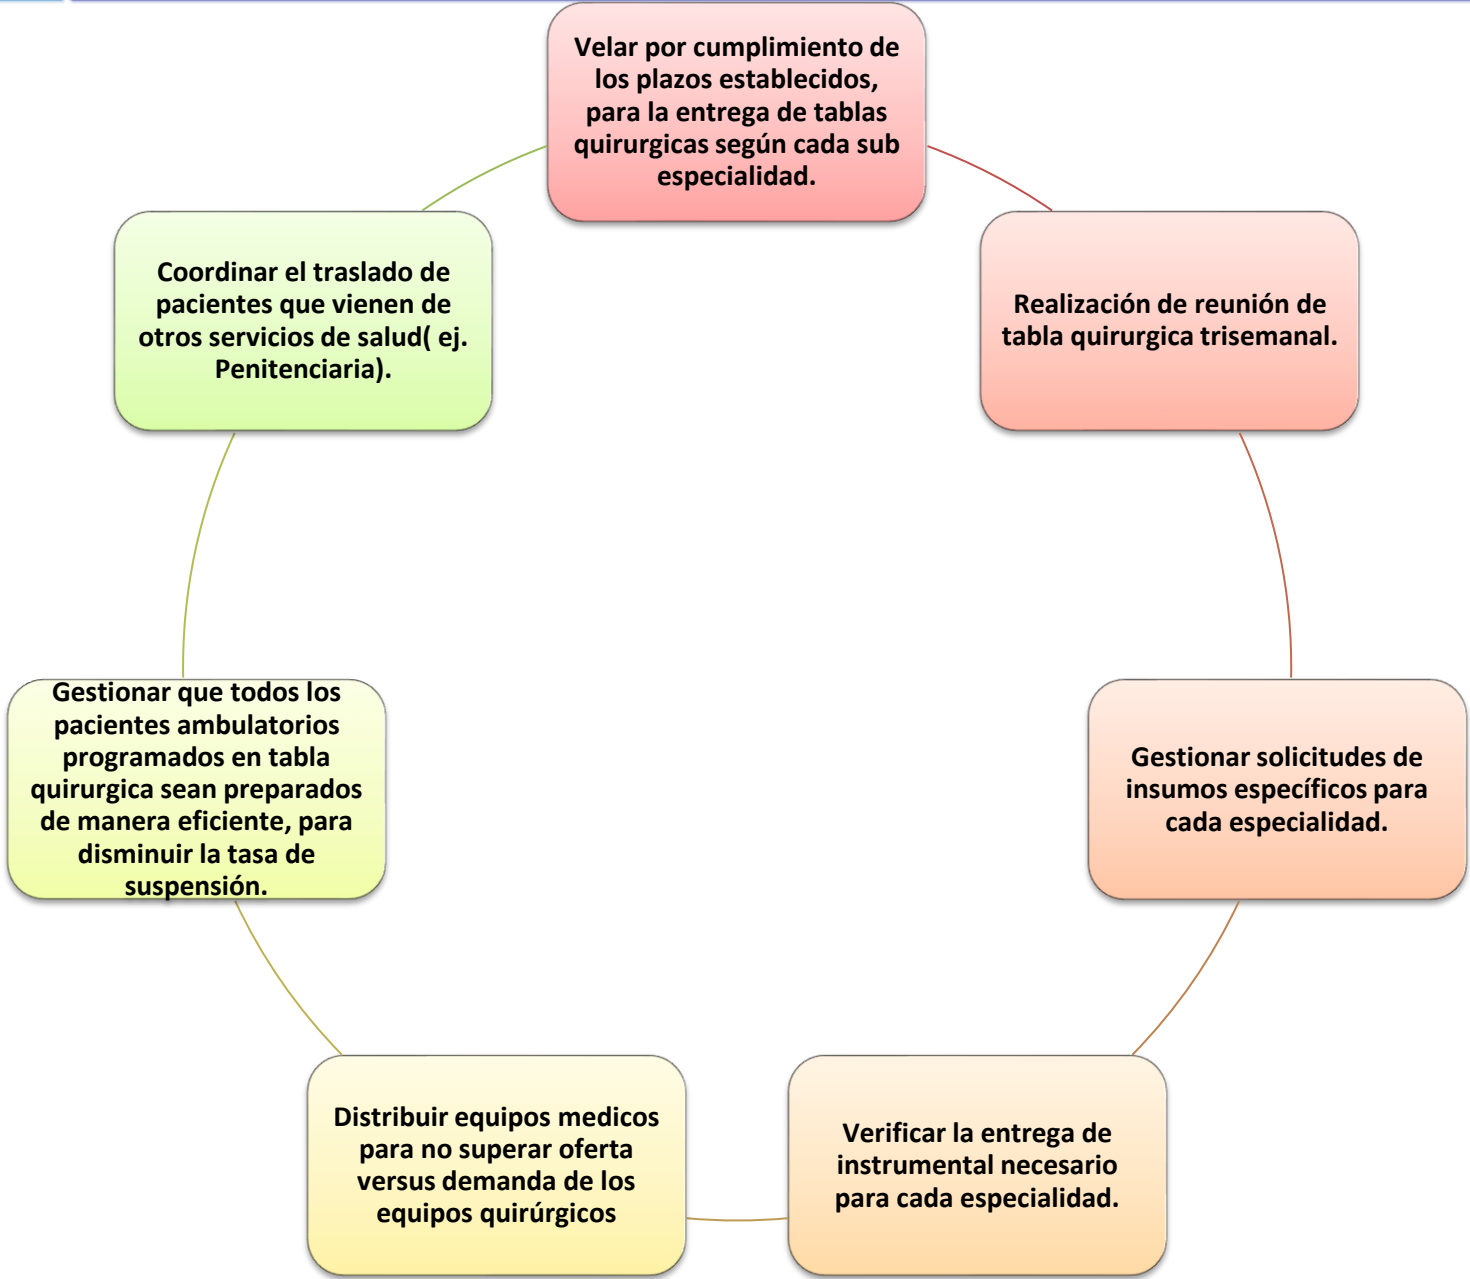 Velar por cumplimiento de
los plazos establecidos,
para la entrega de tablas
quirurgicas según cada sub
especialidad.
Realización de reunión de
tabla quirurgica trisemanal.
Gestionar solicitudes de
insumos específicos para
cada especialidad.
Verificar la entrega de
instrumental necesario
para cada especialidad.
Distribuir equipos medicos
para no superar oferta
versus demanda de los
equipos quirúrgicos
Gestionar que todos los
pacientes ambulatorios
programados en tabla
quirurgica sean preparados
de manera eficiente, para
disminuir la tasa de
suspensión.
Coordinar el traslado de
pacientes que vienen de
otros servicios de salud( ej.
Penitenciaria).